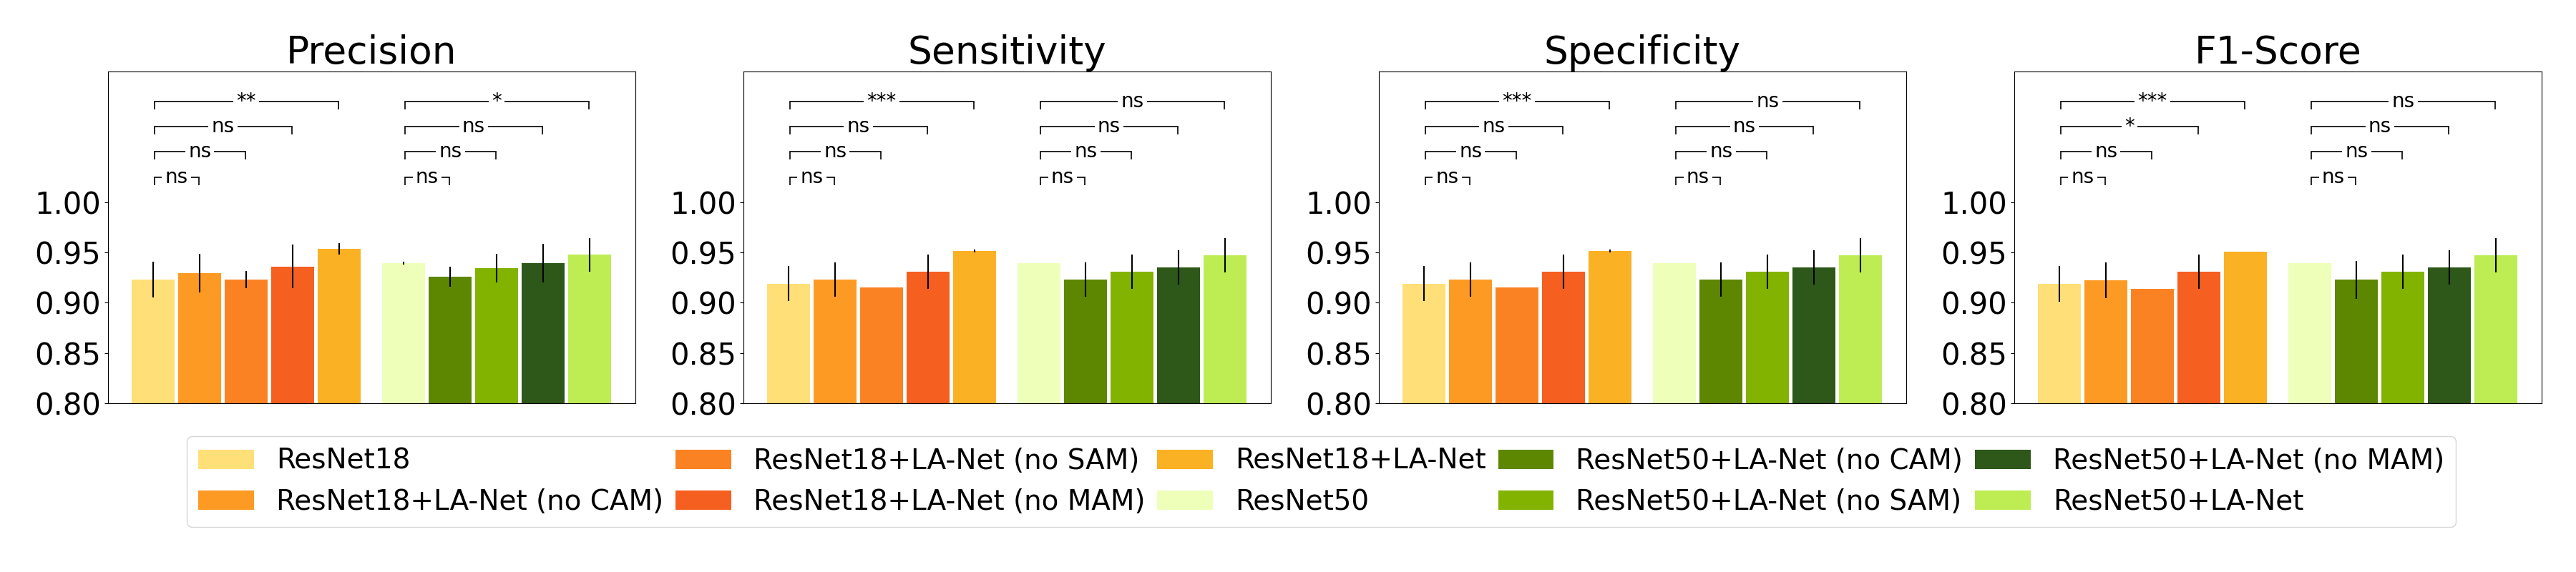 Precision Sensitivity Specificity F1-Score
** * *** ns *** ns *** ns
ns ns ns ns ns ns * ns
ns ns ns ns ns ns ns ns
ns ns ns ns ns ns ns ns
1.00 1.00 1.00 1.00
0.95 0.95 0.95 0.95
0.90 0.90 0.90 0.90
0.85 0.85 0.85 0.85
0.80 0.80 0.80 0.80
ResNet18 ResNet18+LA-Net (no SAM) ResNet18+LA-Net ResNet50+LA-Net (no CAM) ResNet50+LA-Net (no MAM)
ResNet18+LA-Net (no CAM) ResNet18+LA-Net (no MAM) ResNet50 ResNet50+LA-Net (no SAM) ResNet50+LA-Net